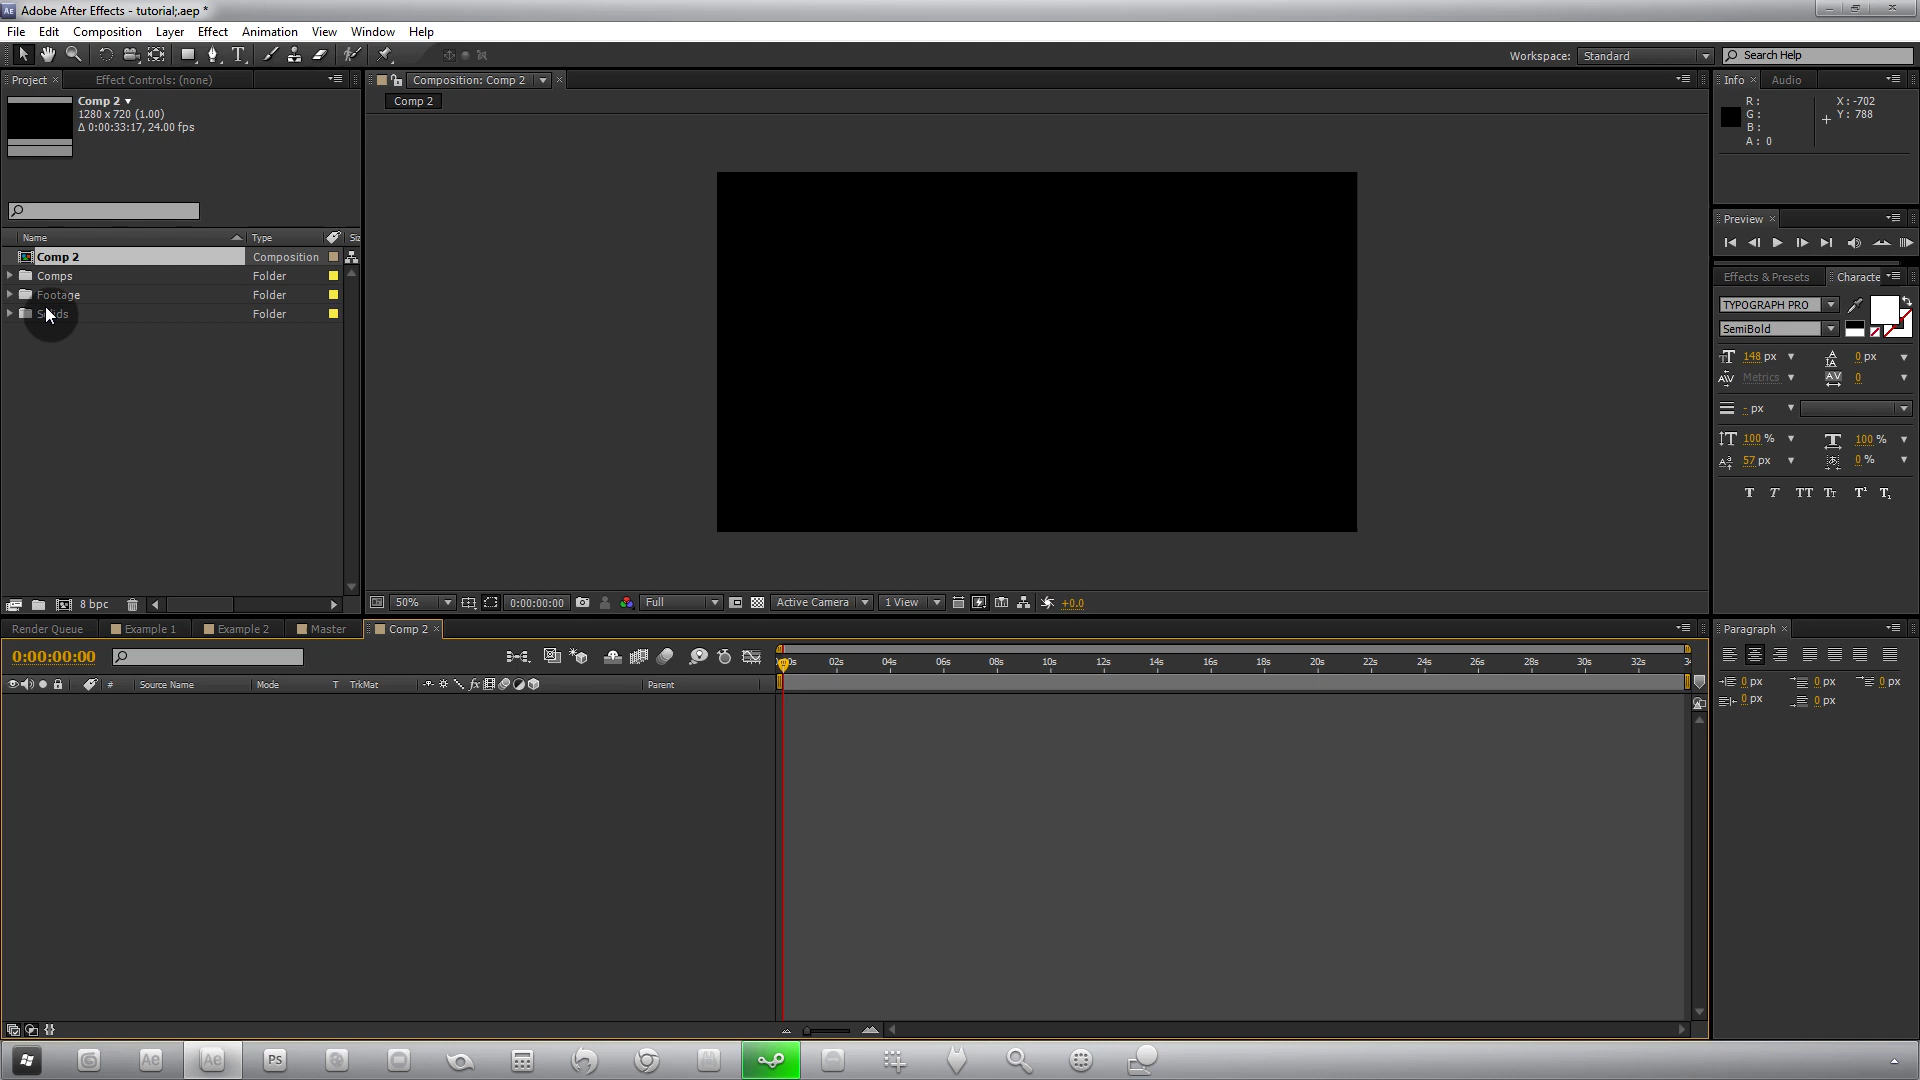 Adobe After Effects - tutorial;.aep *
File Edit Composition Layer Effect Animation View Window Help
Workspace: Standard Search Help
Project Effect Controls: (none)
Composition: Comp 2
Info Audio
Comp 2
1280 x 720 (1.00)
Δ 0:00:33:17, 24.00 fps
Comp 2
R :
G :
B :
A : 0
X : -702
Y : 788
Preview
Name Type
Comp 2 Composition
Comps Folder
Footage Folder
Solids Folder
Effects & Presets Characte
TYPOGRAPH PRO
SemiBold
148 px 0 px
Metrics 0
- px
100 % 100 %
57 px 0 %
T T TT Tr T¹ T₁
8 bpc
50% 0:00:00:00 Full Active Camera 1 View +0.0
Render Queue Example 1 Example 2 Master Comp 2
Paragraph
0:00:00:00
02s 04s 06s 08s 10s 12s 14s 16s 18s 20s 22s 24s 26s 28s 30s 32s
# Source Name Mode T TrkMat fx Parent
0 px 0 px 0 px
0 px 0 px
Ae Ae Ps